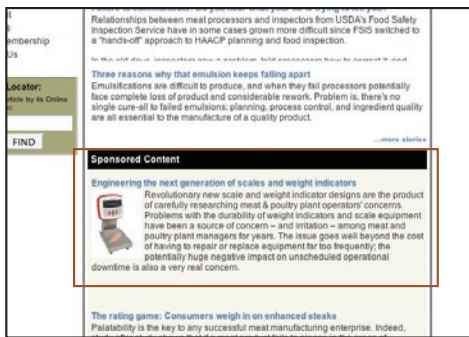 Relationships between meat processors and inspectors from USDA's Food Safety
Inspection Service have in some cases grown more difficult since FSIS switched to
a "hands-off" approach to HAACP planning and food inspection.
Three reasons why that emulsion keeps falling apart
Emulsifications are difficult to produce, and when they fail processors potentially
face complete loss of product and considerable rework. Problem is, there's no
single cure-all to failed emulsions; planning, process control, and ingredient quality
are all essential to the manufacture of a quality product.
...more stories
embership
Us
Locator:
article by its Online
FIND
Sponsored Content
Engineering the next generation of scales and weight indicators
Revolutionary new scale and weight indicator designs are the product
of carefully researching meat & poultry plant operators' concerns.
Problems with the durability of weight indicators and scale equipment
have been a source of concern – and irritation – among meat and
poultry plant managers for years. The issue goes well beyond the cost
of having to repair or replace equipment far too frequently; the
potentially huge negative impact on unscheduled operational
downtime is also a very real concern.
The rating game: Consumers weigh in on enhanced steaks
Palatability is the key to any successful meat manufacturing enterprise. Indeed,